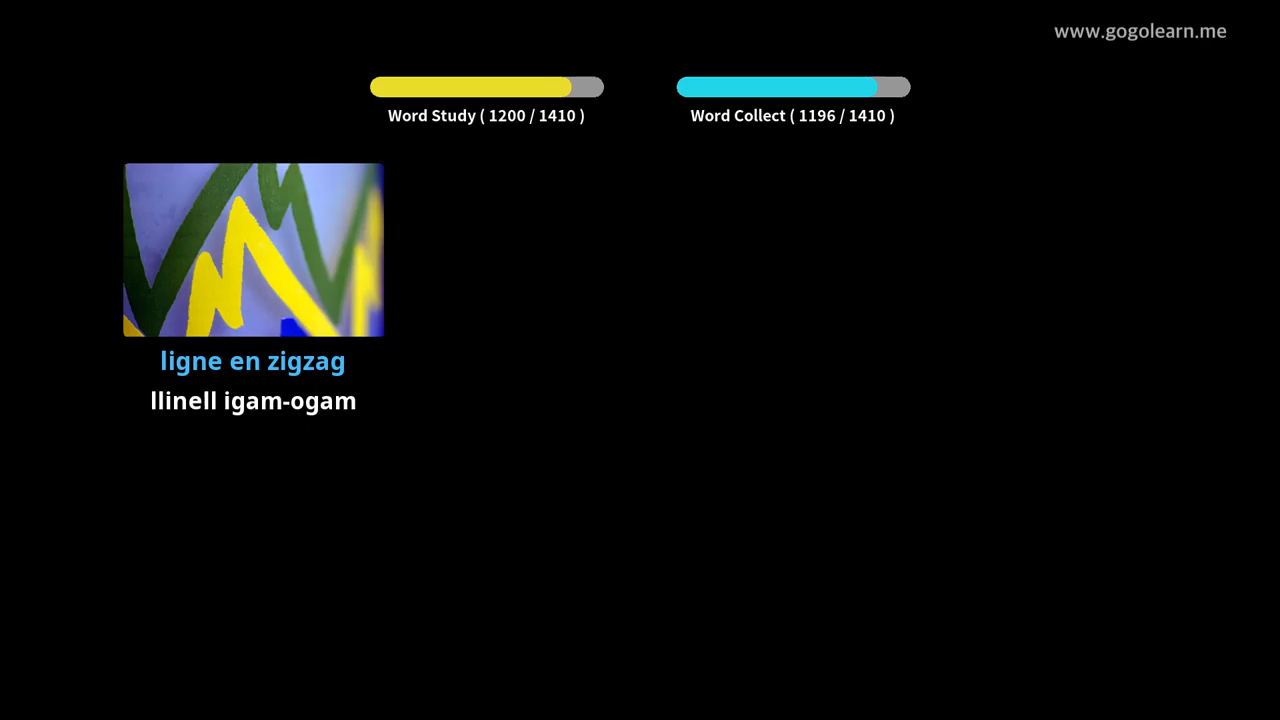 www.gogolearn.me
Word Study ( 1200 / 1410 )
Word Collect ( 1196 / 1410 )
ligne en zigzag
llinell igam-ogam